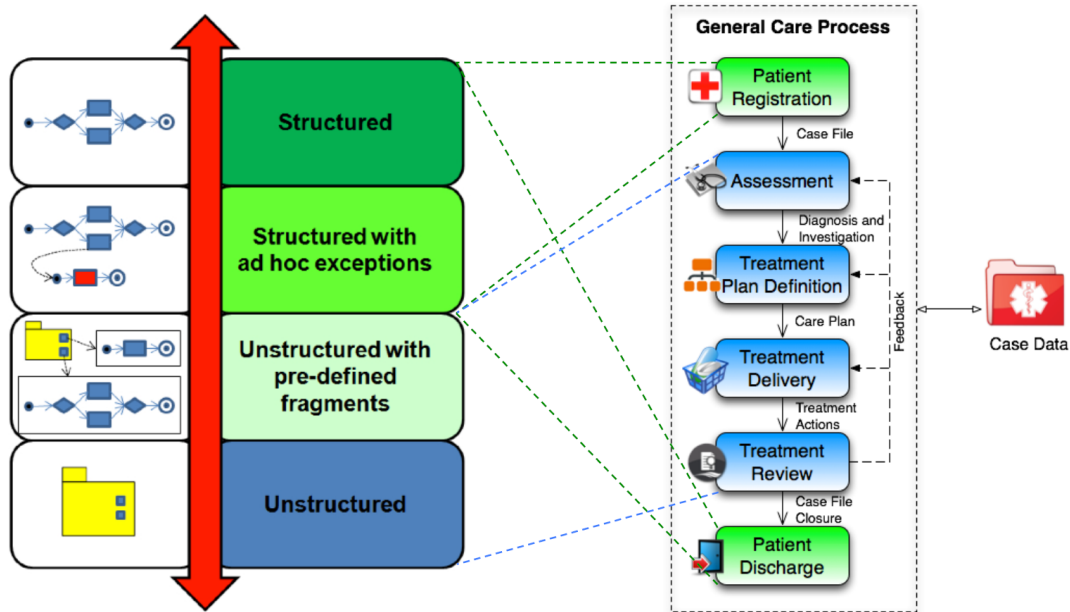 Structured
Structured with
ad hoc exceptions
Unstructured with
pre-defined
fragments
Unstructured
General Care Process
Patient
Registration
Case File
Assessment
Diagnosis and
Investigation
Treatment
Plan Definition
Care Plan
Treatment
Delivery
Treatment
Actions
Treatment
Review
Case File
Closure
Patient
Discharge
Feedback
Case Data